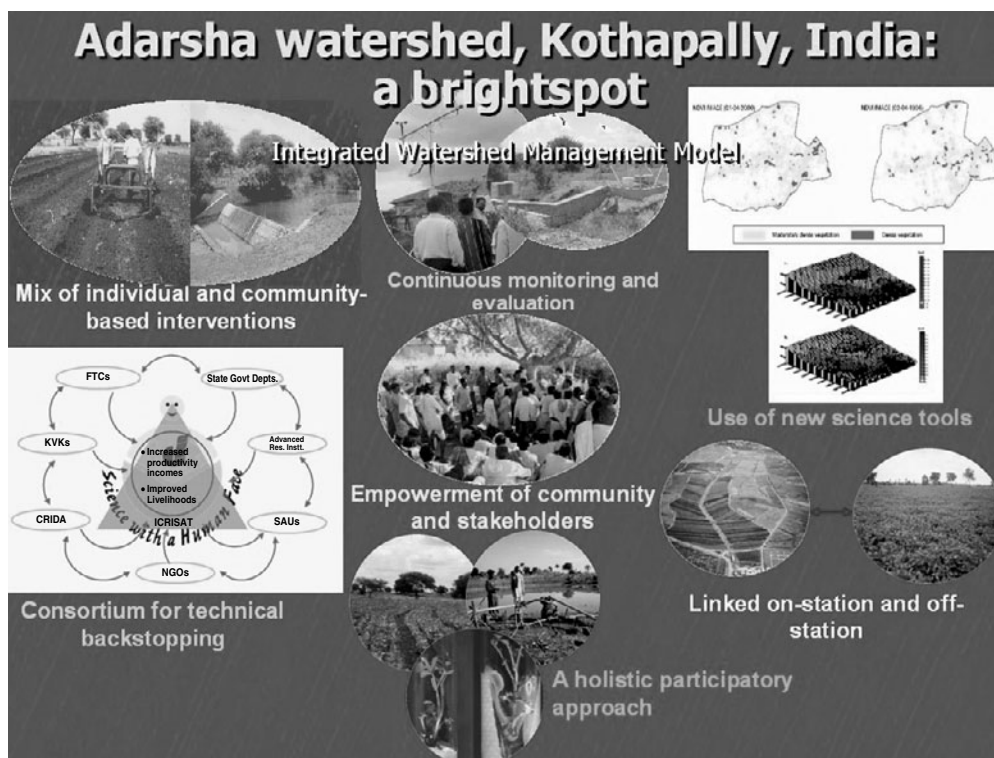 Adarsha watershed, Kothapally, India:
a brightspot
Integrated Watershed Management Model
Mix of individual and community-
based interventions
Continuous monitoring and
evaluation
Use of new science tools
FTCs
State Govt Depts.
KVKs
Advanced
Res. Instt.
• Increased
productivity
incomes
• Improved
Livelihoods
Science with a Human Face
CRIDA
ICRISAT
SAUs
NGOs
Consortium for technical
backstopping
Empowerment of community
and stakeholders
Linked on-station and off-
station
A holistic participatory
approach